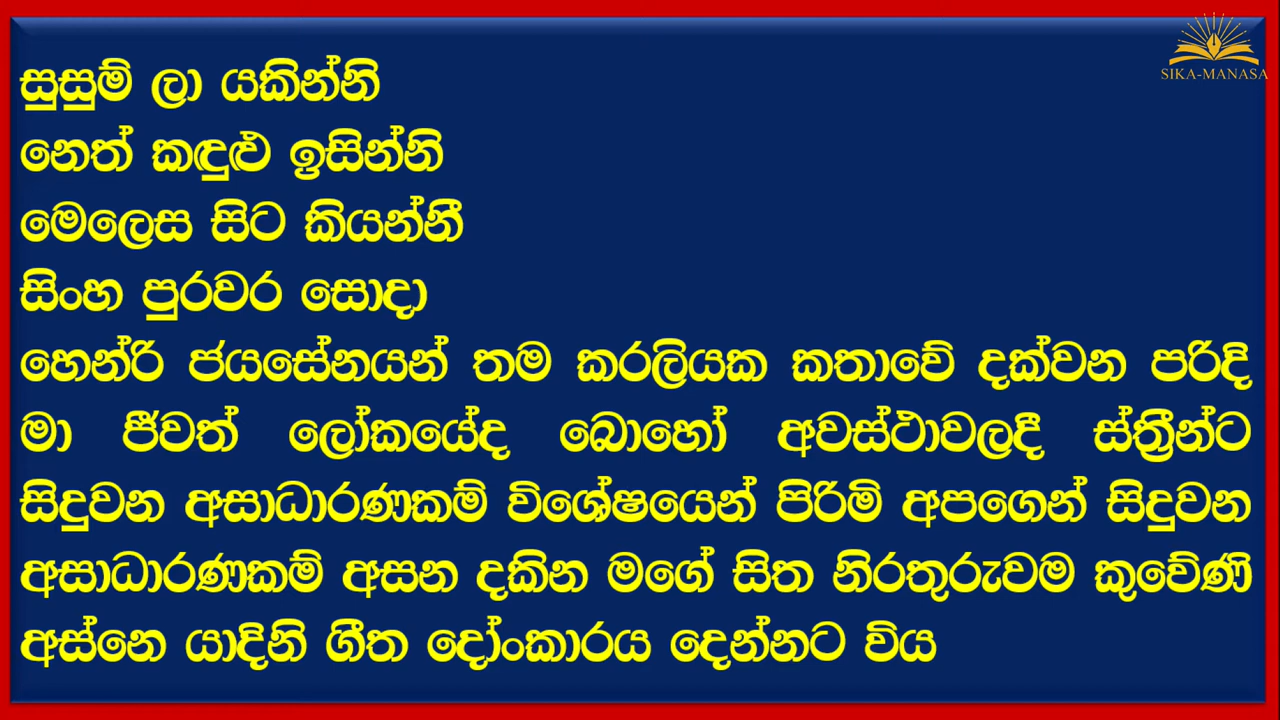 SIKA-MANASA
සුසුම් ලා යකින්නි
නෙත් කඳුළු ඉසින්නි
මෙලෙස සිට කියන්නී
සිංහ පුරවර සොදා
හෙන්රි ජයසේනයන් තම කරලියක කතාවේ දක්වන පරිදි
මා ජීවත් ලෝකයේද බොහෝ අවස්ථාවලදී ස්ත්‍රීන්ට
සිදුවන අසාධාරණකම් විශේෂයෙන් පිරිමි අපගෙන් සිදුවන
අසාධාරණකම් අසන දකින මගේ සිත නිරතුරුවම කුවේණි
අස්නෙ යාදිනි ගීත දෝංකාරය දෙන්නට විය